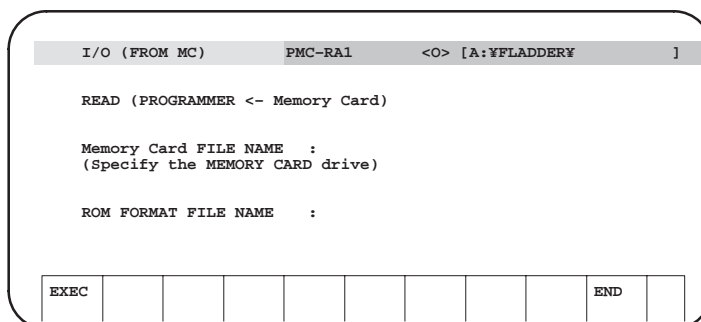 I/O (FROM MC) PMC-RA1 <O> [A:¥FLADDER¥ ]
READ (PROGRAMMER <- Memory Card)
Memory Card FILE NAME :
(Specify the MEMORY CARD drive)
ROM FORMAT FILE NAME :
EXEC END